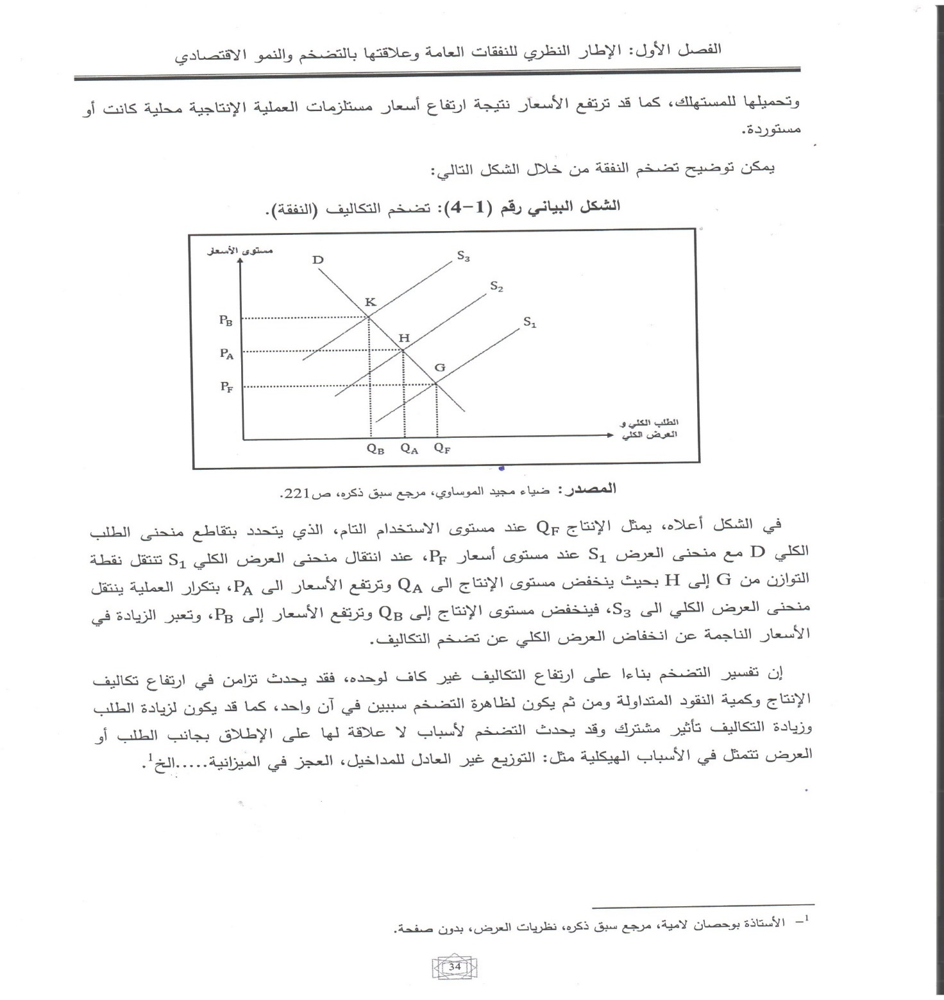 الفصل الأول: الإطار النظري للنفقات العامة وعلاقتها بالتضخم والنمو الاقتصادي
وتحميلها للمستهلك، كما قد ترتفع الأسعار نتيجة ارتفاع أسعار مستلزمات العملية الإنتاجية محلية كانت أو
مستوردة.
يمكن توضيح تضخم النفقة من خلال الشكل التالي:
الشكل البياني رقم (1-4): تضخم التكاليف (النفقة).
مستوى الأسعار
D
S3
S2
S1
K
H
G
PB
PA
PF
الطلب الكلي و
العرض الكلي
QB QA QF
المصدر: ضياء مجيد الموساوي، مرجع سبق ذكره، ص221.
في الشكل أعلاه، يمثل الإنتاج QF عند مستوى الاستخدام التام، الذي يتحدد بتقاطع منحنى الطلب
الكلي D مع منحنى العرض S1 عند مستوى أسعار PF، عند انتقال منحنى العرض الكلي S1 تنتقل نقطة
التوازن من G إلى H بحيث ينخفض مستوى الإنتاج الى QA وترتفع الأسعار الى PA، بتكرار العملية ينتقل
منحنى العرض الكلي الى S3، فينخفض مستوى الإنتاج إلى QB وترتفع الأسعار إلى PB، وتعبر الزيادة في
الأسعار الناجمة عن انخفاض العرض الكلي عن تضخم التكاليف.
إن تفسير التضخم بناءا على ارتفاع التكاليف غير كاف لوحده، فقد يحدث تزامن في ارتفاع تكاليف
الإنتاج وكمية النقود المتداولة ومن ثم يكون لظاهرة التضخم سببين في آن واحد، كما قد يكون لزيادة الطلب
وزيادة التكاليف تأثير مشترك وقد يحدث التضخم لأسباب لا علاقة لها على الإطلاق بجانب الطلب أو
العرض تتمثل في الأسباب الهيكلية مثل: التوزيع غير العادل للمداخيل، العجز في الميزانية.....الخ1.
1- الأستاذة بوحصان لامية، مرجع سبق ذكره، نظريات العرض، بدون صفحة.
34